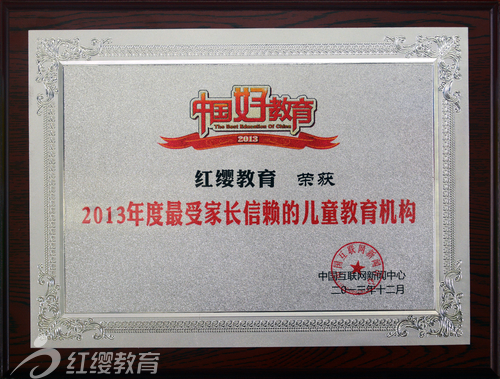 中国好教育
The Best Education Of China
2013
红缨教育 荣获
2013年度最受家长信赖的儿童教育机构
中国互联网新闻中心
二〇一三年十二月
红缨教育